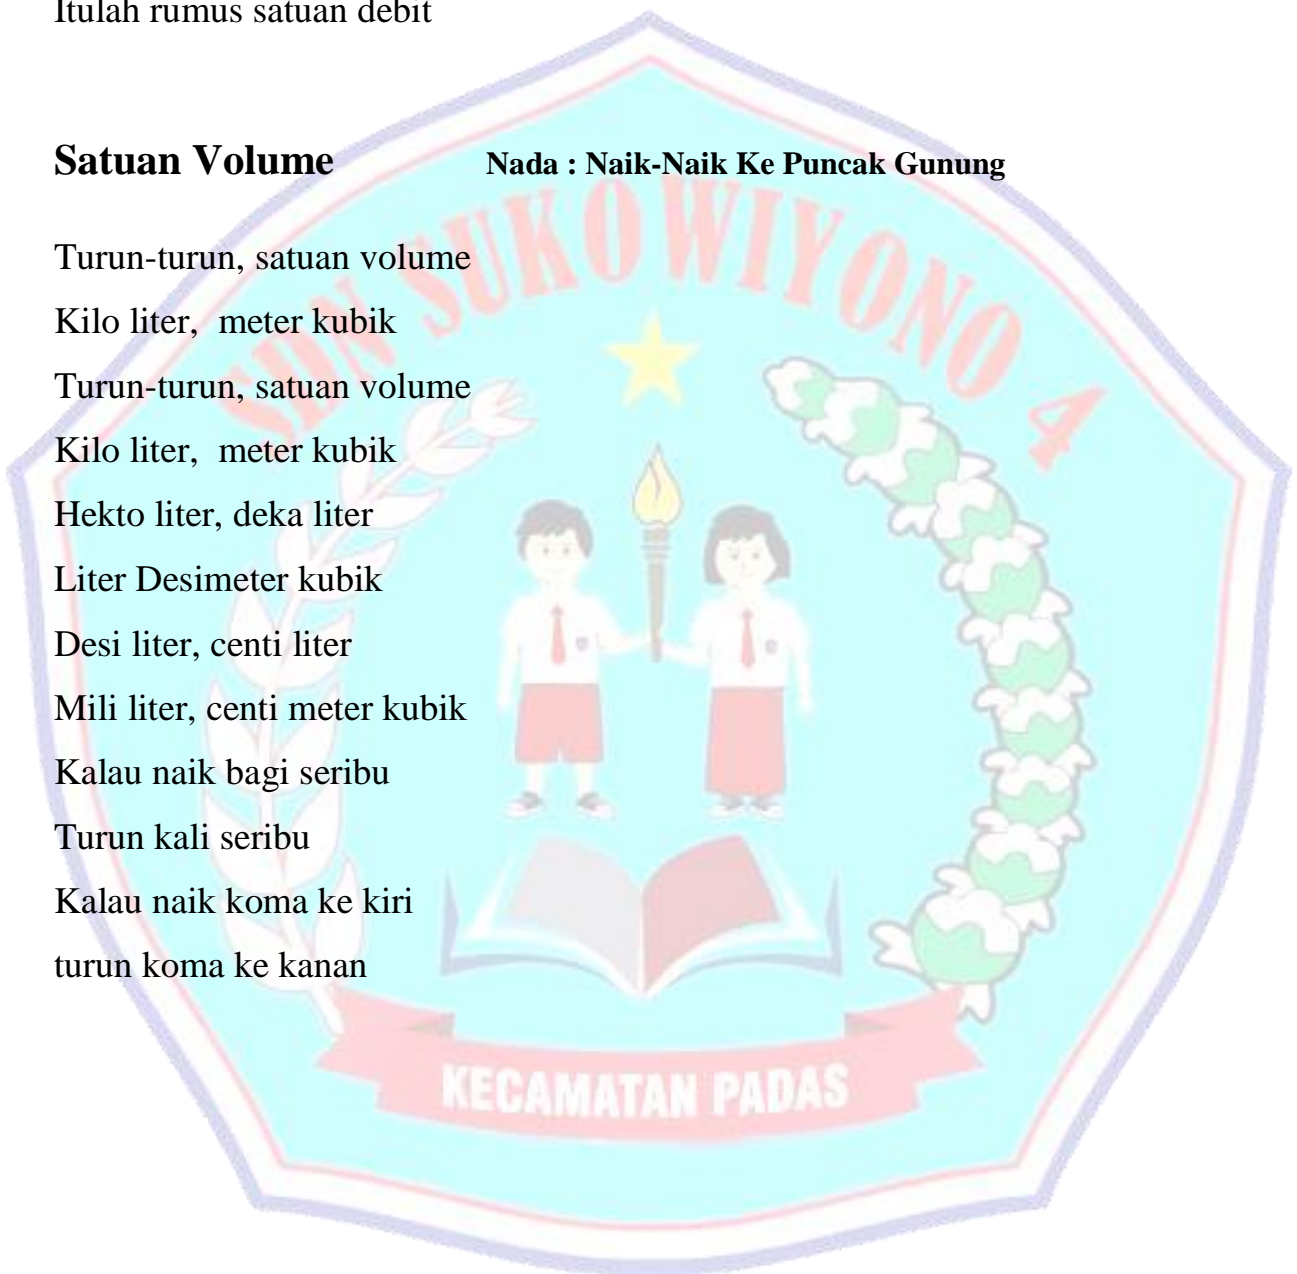 Itulah rumus satuan debit
Satuan Volume Nada : Naik-Naik Ke Puncak Gunung
SDN SUKOWIYONO 4
Turun-turun, satuan volume
Kilo liter, meter kubik
Turun-turun, satuan volume
Kilo liter, meter kubik
Hekto liter, deka liter
Liter Desimeter kubik
Desi liter, centi liter
Mili liter, centi meter kubik
Kalau naik bagi seribu
Turun kali seribu
Kalau naik koma ke kiri
turun koma ke kanan
KECAMATAN PADAS